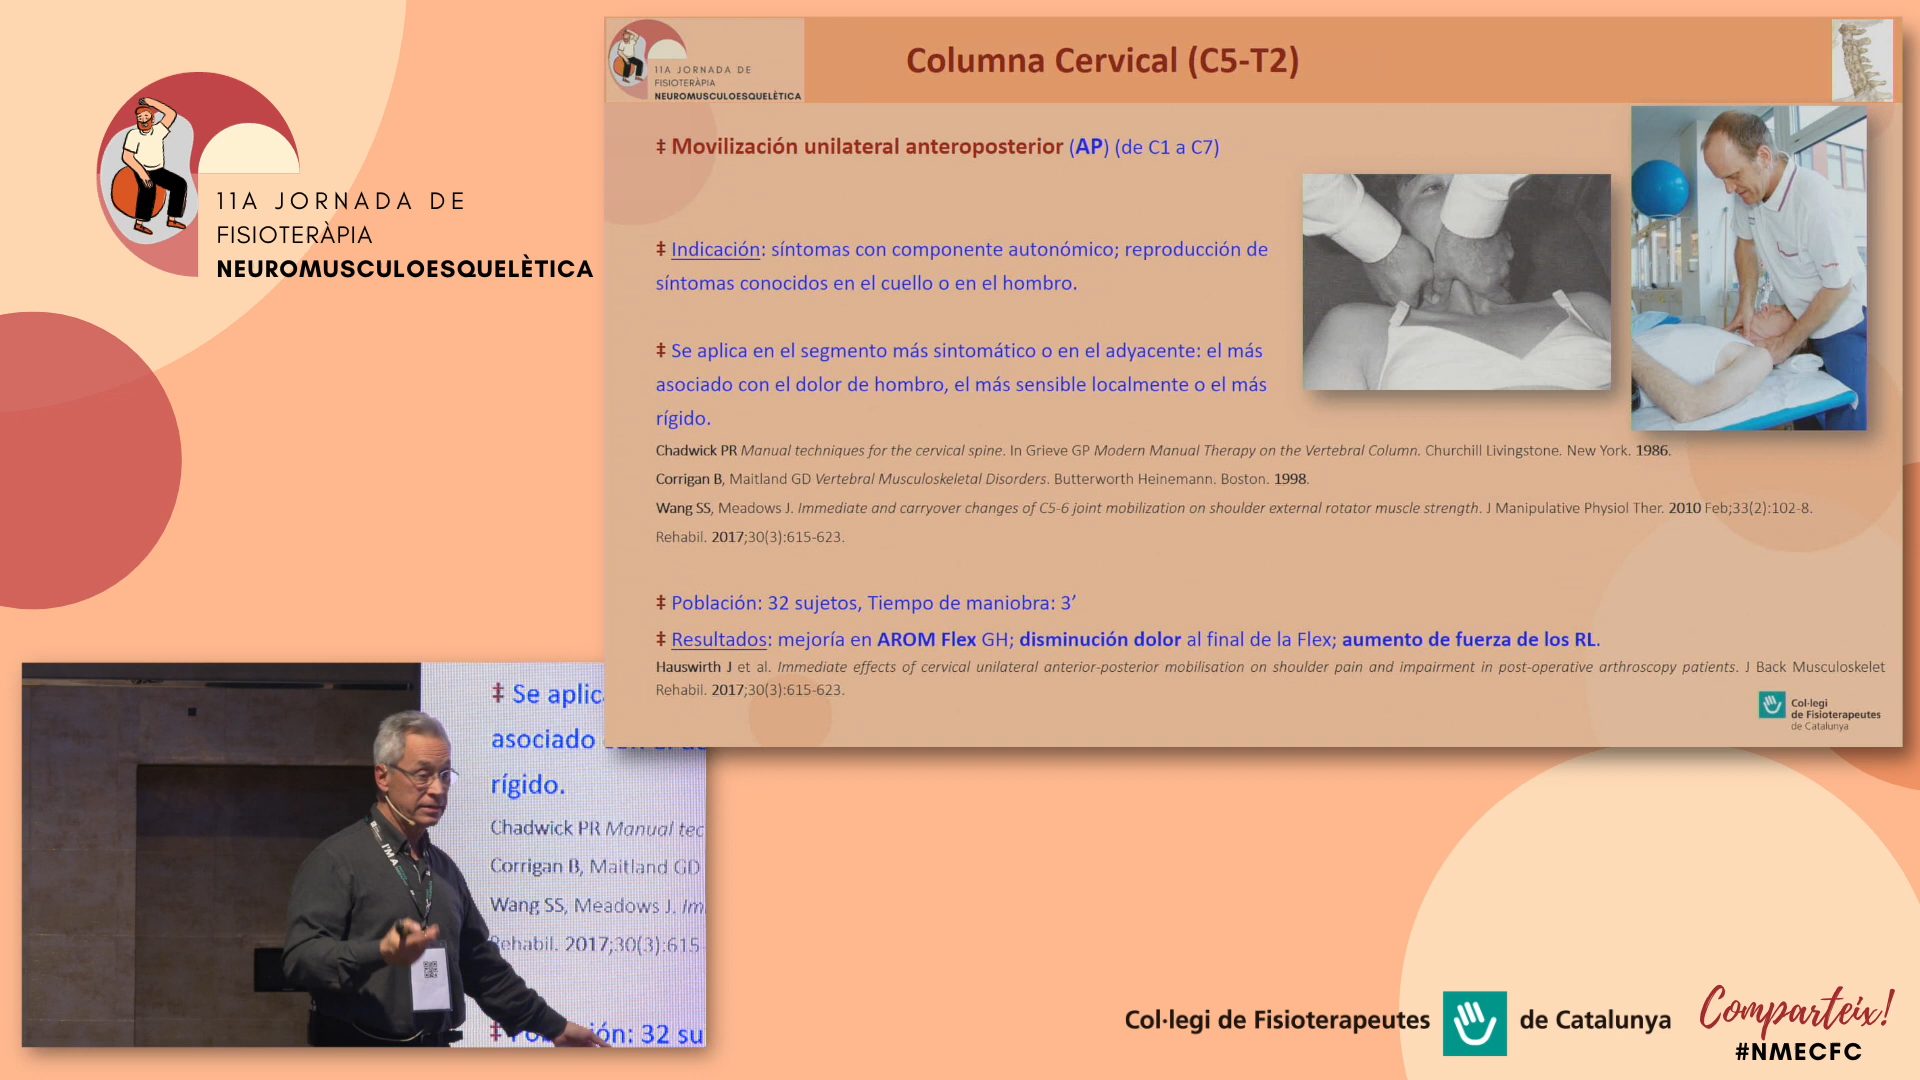 11A JORNADA DE
FISIOTERÀPIA
NEUROMUSCULOESQUELÈTICA
11A JORNADA DE
FISIOTERÀPIA
NEUROMUSCULOESQUELÈTICA
Columna Cervical (C5-T2)
‡ Movilización unilateral anteroposterior (AP) (de C1 a C7)
‡ Indicación: síntomas con componente autonómico; reproducción de
síntomas conocidos en el cuello o en el hombro.
‡ Se aplica en el segmento más sintomático o en el adyacente: el más
asociado con el dolor de hombro, el más sensible localmente o el más
rígido.
Chadwick PR Manual techniques for the cervical spine. In Grieve GP Modern Manual Therapy on the Vertebral Column. Churchill Livingstone. New York. 1986.
Corrigan B, Maitland GD Vertebral Musculoskeletal Disorders. Butterworth Heinemann. Boston. 1998.
Wang SS, Meadows J. Immediate and carryover changes of C5-6 joint mobilization on shoulder external rotator muscle strength. J Manipulative Physiol Ther. 2010 Feb;33(2):102-8.
Rehabil. 2017;30(3):615-623.
‡ Población: 32 sujetos, Tiempo de maniobra: 3’
‡ Resultados: mejoría en AROM Flex GH; disminución dolor al final de la Flex; aumento de fuerza de los RL.
Hauswirth J et al. Immediate effects of cervical unilateral anterior-posterior mobilisation on shoulder pain and impairment in post-operative arthroscopy patients. J Back Musculoskelet
Rehabil. 2017;30(3):615-623.
Col·legi
de Fisioterapeutes
de Catalunya
‡ Se aplic
asociado
rígido.
Chadwick PR Manual tec
Corrigan B, Maitland GD
Wang SS, Meadows J. Im
Rehabil. 2017;30(3):615
ión: 32 su
I'M A
Col·legi de Fisioterapeutes de Catalunya
Comparteix!
#NMECFC